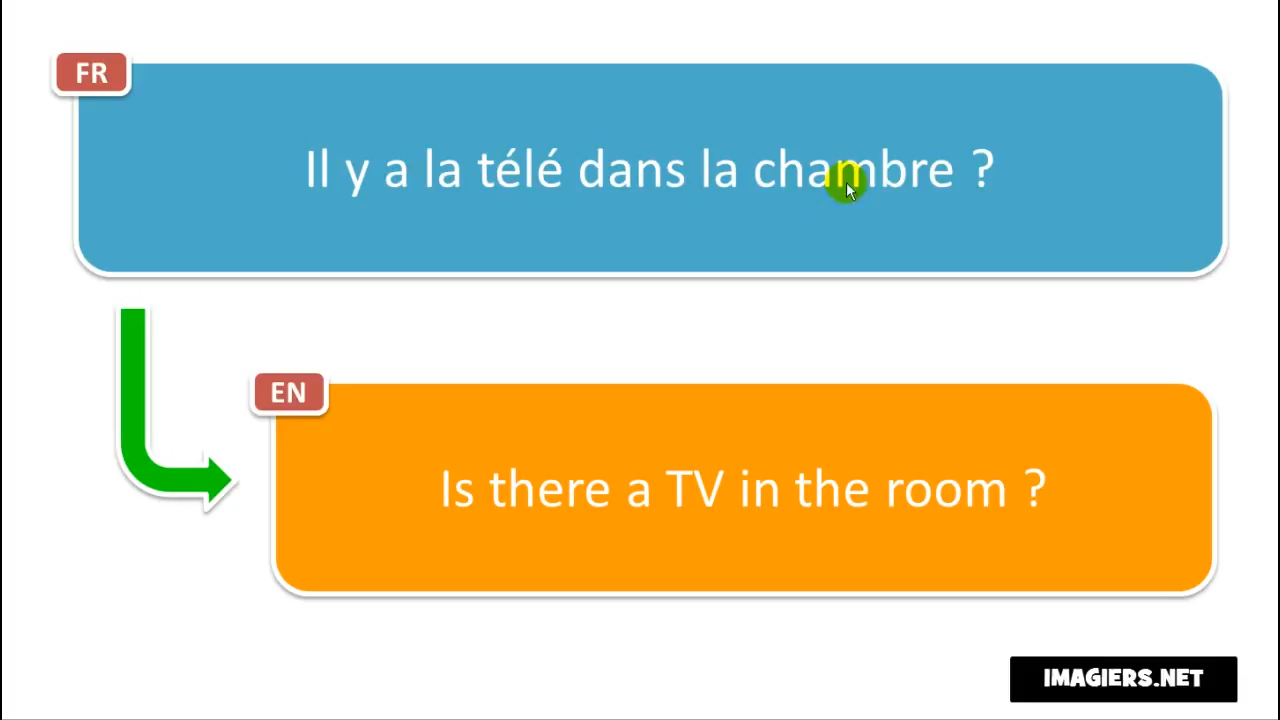 FR
Il y a la télé dans la chambre ?
EN
Is there a TV in the room ?
IMAGIERS.NET